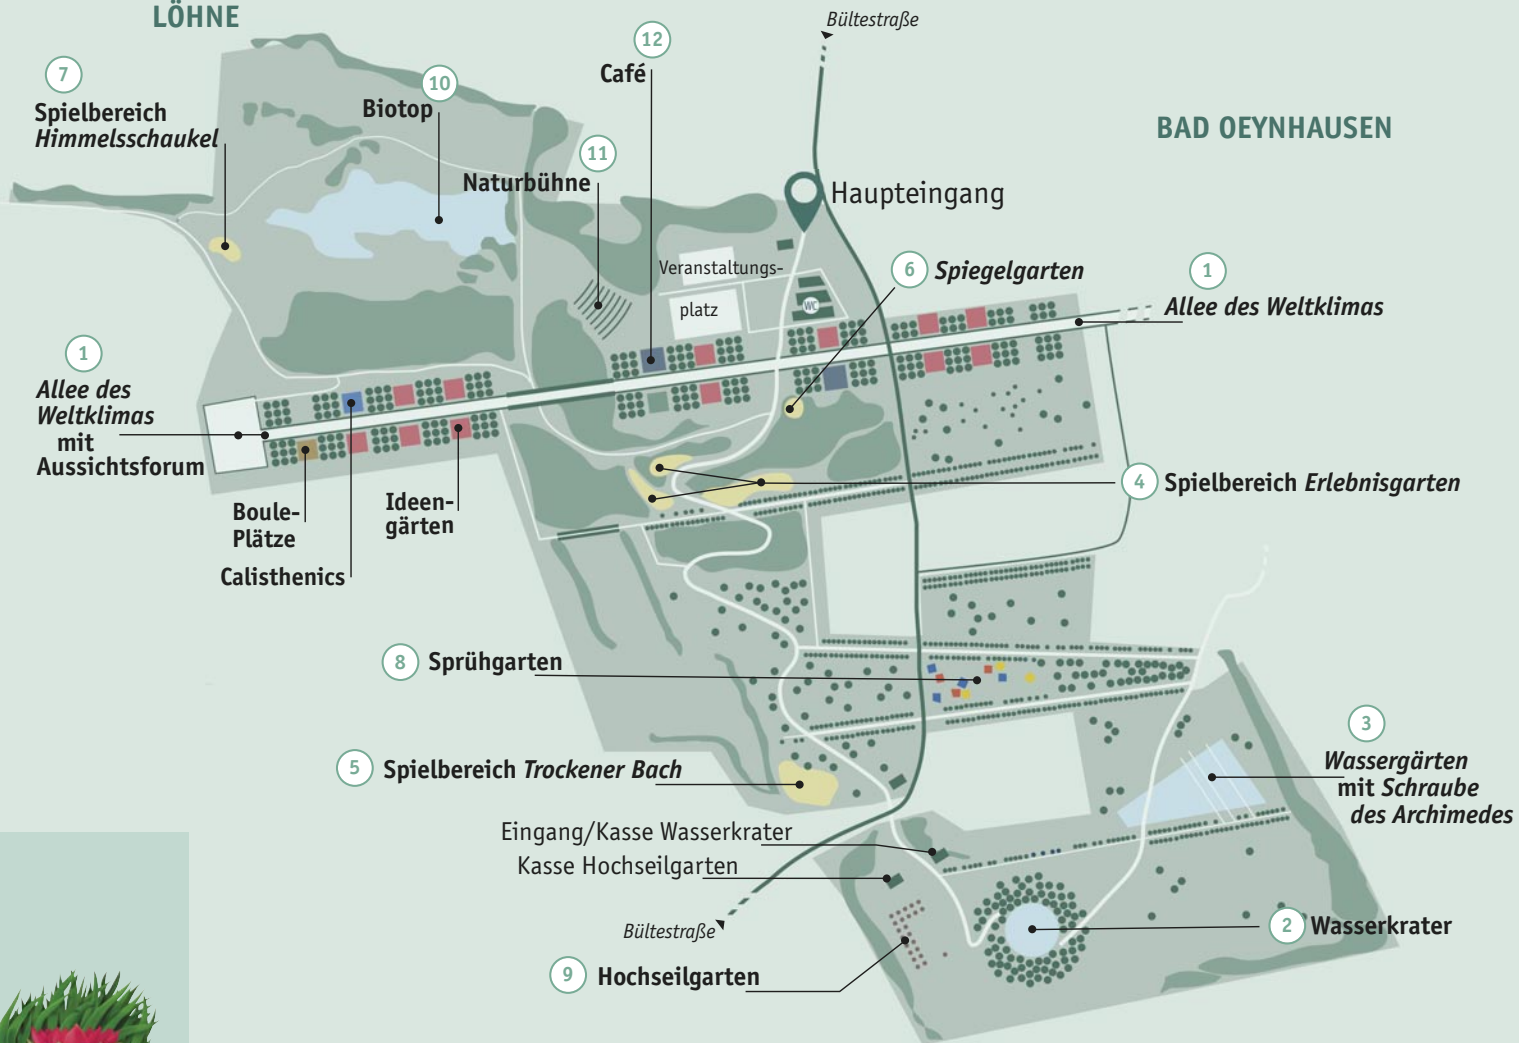 LÖHNE
Bültestraße
12
Café
7
Spielbereich
Himmelsschaukel
10
Biotop
BAD OEYNHAUSEN
11
Naturbühne
Haupteingang
Veranstaltungs-
platz
WC
6 Spiegelgarten
1
Allee des Weltklimas
1
Allee des
Weltklimas
mit
Aussichtsforum
Boule-
Plätze
Ideen-
gärten
Calisthenics
4 Spielbereich Erlebnisgarten
8 Sprühgarten
3
Wassergärten
mit Schraube
des Archimedes
5 Spielbereich Trockener Bach
Eingang/Kasse Wasserkrater
Kasse Hochseilgarten
Bültestraße
2 Wasserkrater
9 Hochseilgarten